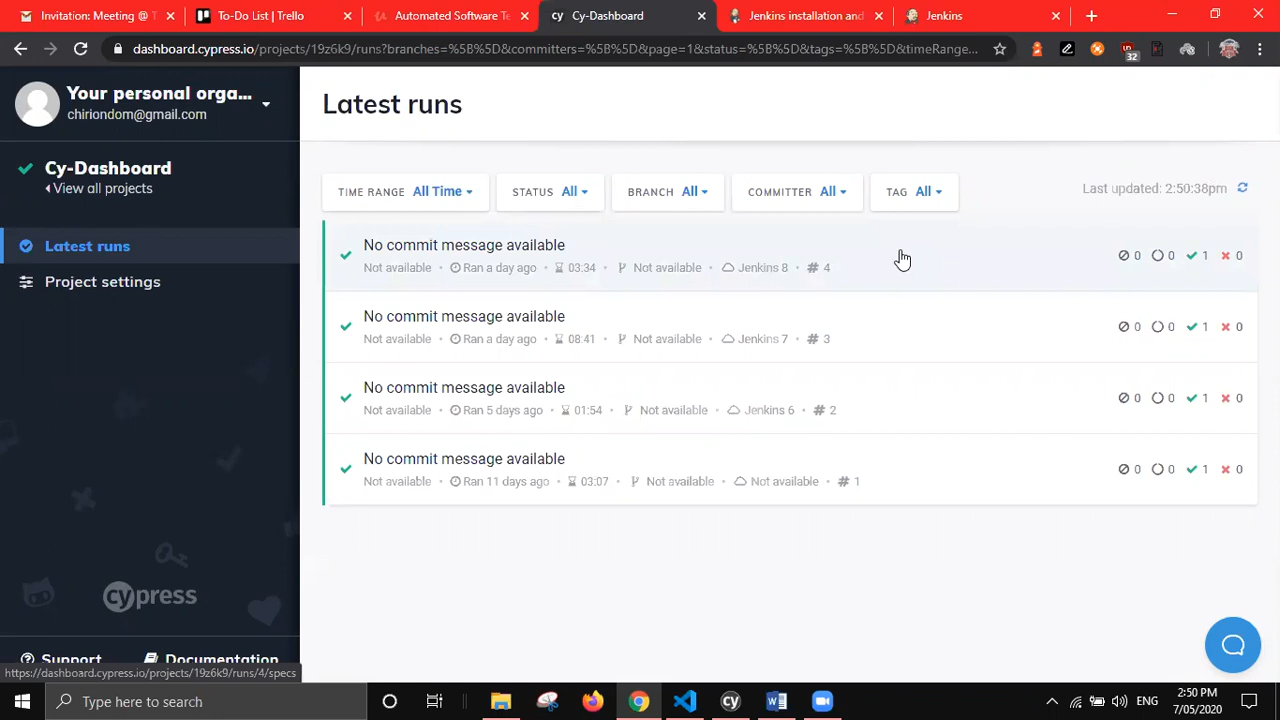 Invitation: Meeting @ T
To-Do List | Trello
Automated Software Te
cy Cy-Dashboard
Jenkins installation and
Jenkins
dashboard.cypress.io/projects/19z6k9/runs?branches=%5B%5D&committers=%5B%5D&page=1&status=%5B%5D&tags=%5B%5D&timeRange...
32
Your personal orga...
chiriondom@gmail.com
Cy-Dashboard
View all projects
Latest runs
Project settings
cypress
Support
Documentation
https://dashboard.cypress.io/projects/19z6k9/runs/4/specs
Latest runs
TIME RANGE All Time
STATUS All
BRANCH All
COMMITTER All
TAG All
Last updated: 2:50:38pm
No commit message available
Not available • Ran a day ago • 03:34 • Not available • Jenkins 8 • # 4
0 0 1 0
No commit message available
Not available • Ran a day ago • 08:41 • Not available • Jenkins 7 • # 3
0 0 1 0
No commit message available
Not available • Ran 5 days ago • 01:54 • Not available • Jenkins 6 • # 2
0 0 1 0
No commit message available
Not available • Ran 11 days ago • 03:07 • Not available • Not available • # 1
0 0 1 0
Type here to search
cy
ENG
2:50 PM
7/05/2020